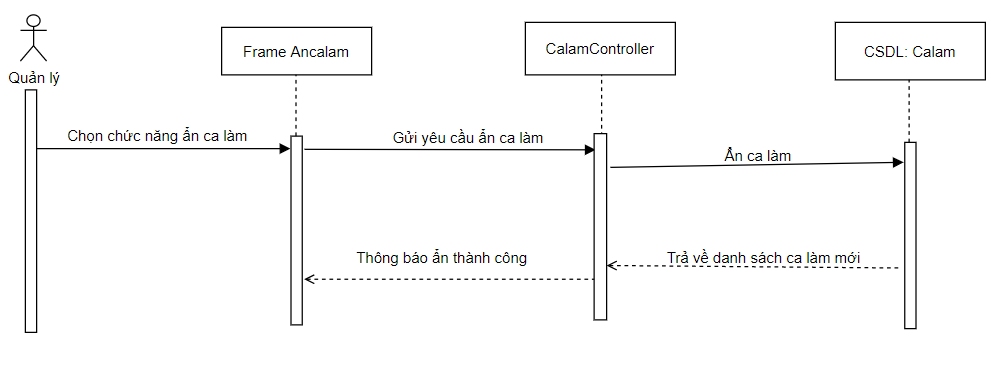 Quản lý
Frame Ancalam
CalamController
CSDL: Calam
Chọn chức năng ẩn ca làm
Gửi yêu cầu ẩn ca làm
Ẩn ca làm
Thông báo ẩn thành công
Trả về danh sách ca làm mới